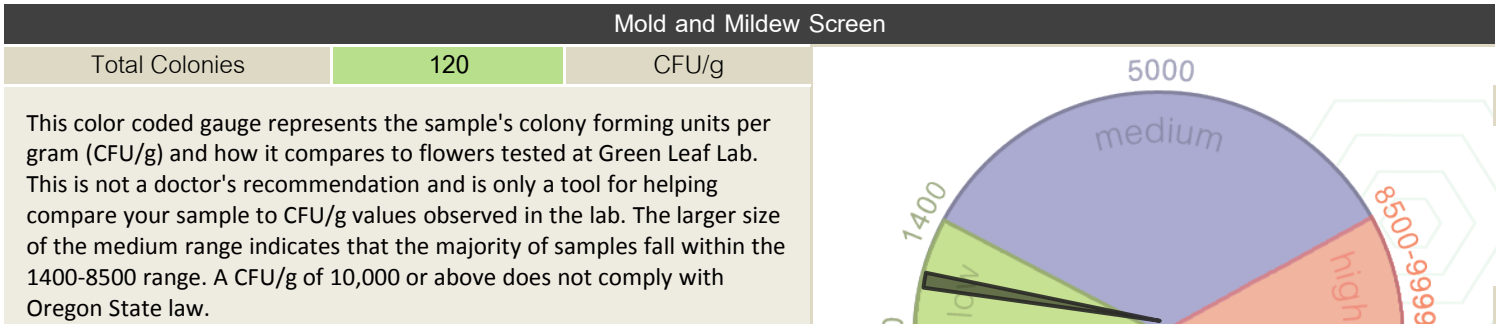 Mold and Mildew Screen
Total Colonies 120 CFU/g
This color coded gauge represents the sample's colony forming units per
gram (CFU/g) and how it compares to flowers tested at Green Leaf Lab.
This is not a doctor's recommendation and is only a tool for helping
compare your sample to CFU/g values observed in the lab. The larger size
of the medium range indicates that the majority of samples fall within the
1400-8500 range. A CFU/g of 10,000 or above does not comply with
Oregon State law.
5000
medium
1400
8500-9999
low
high